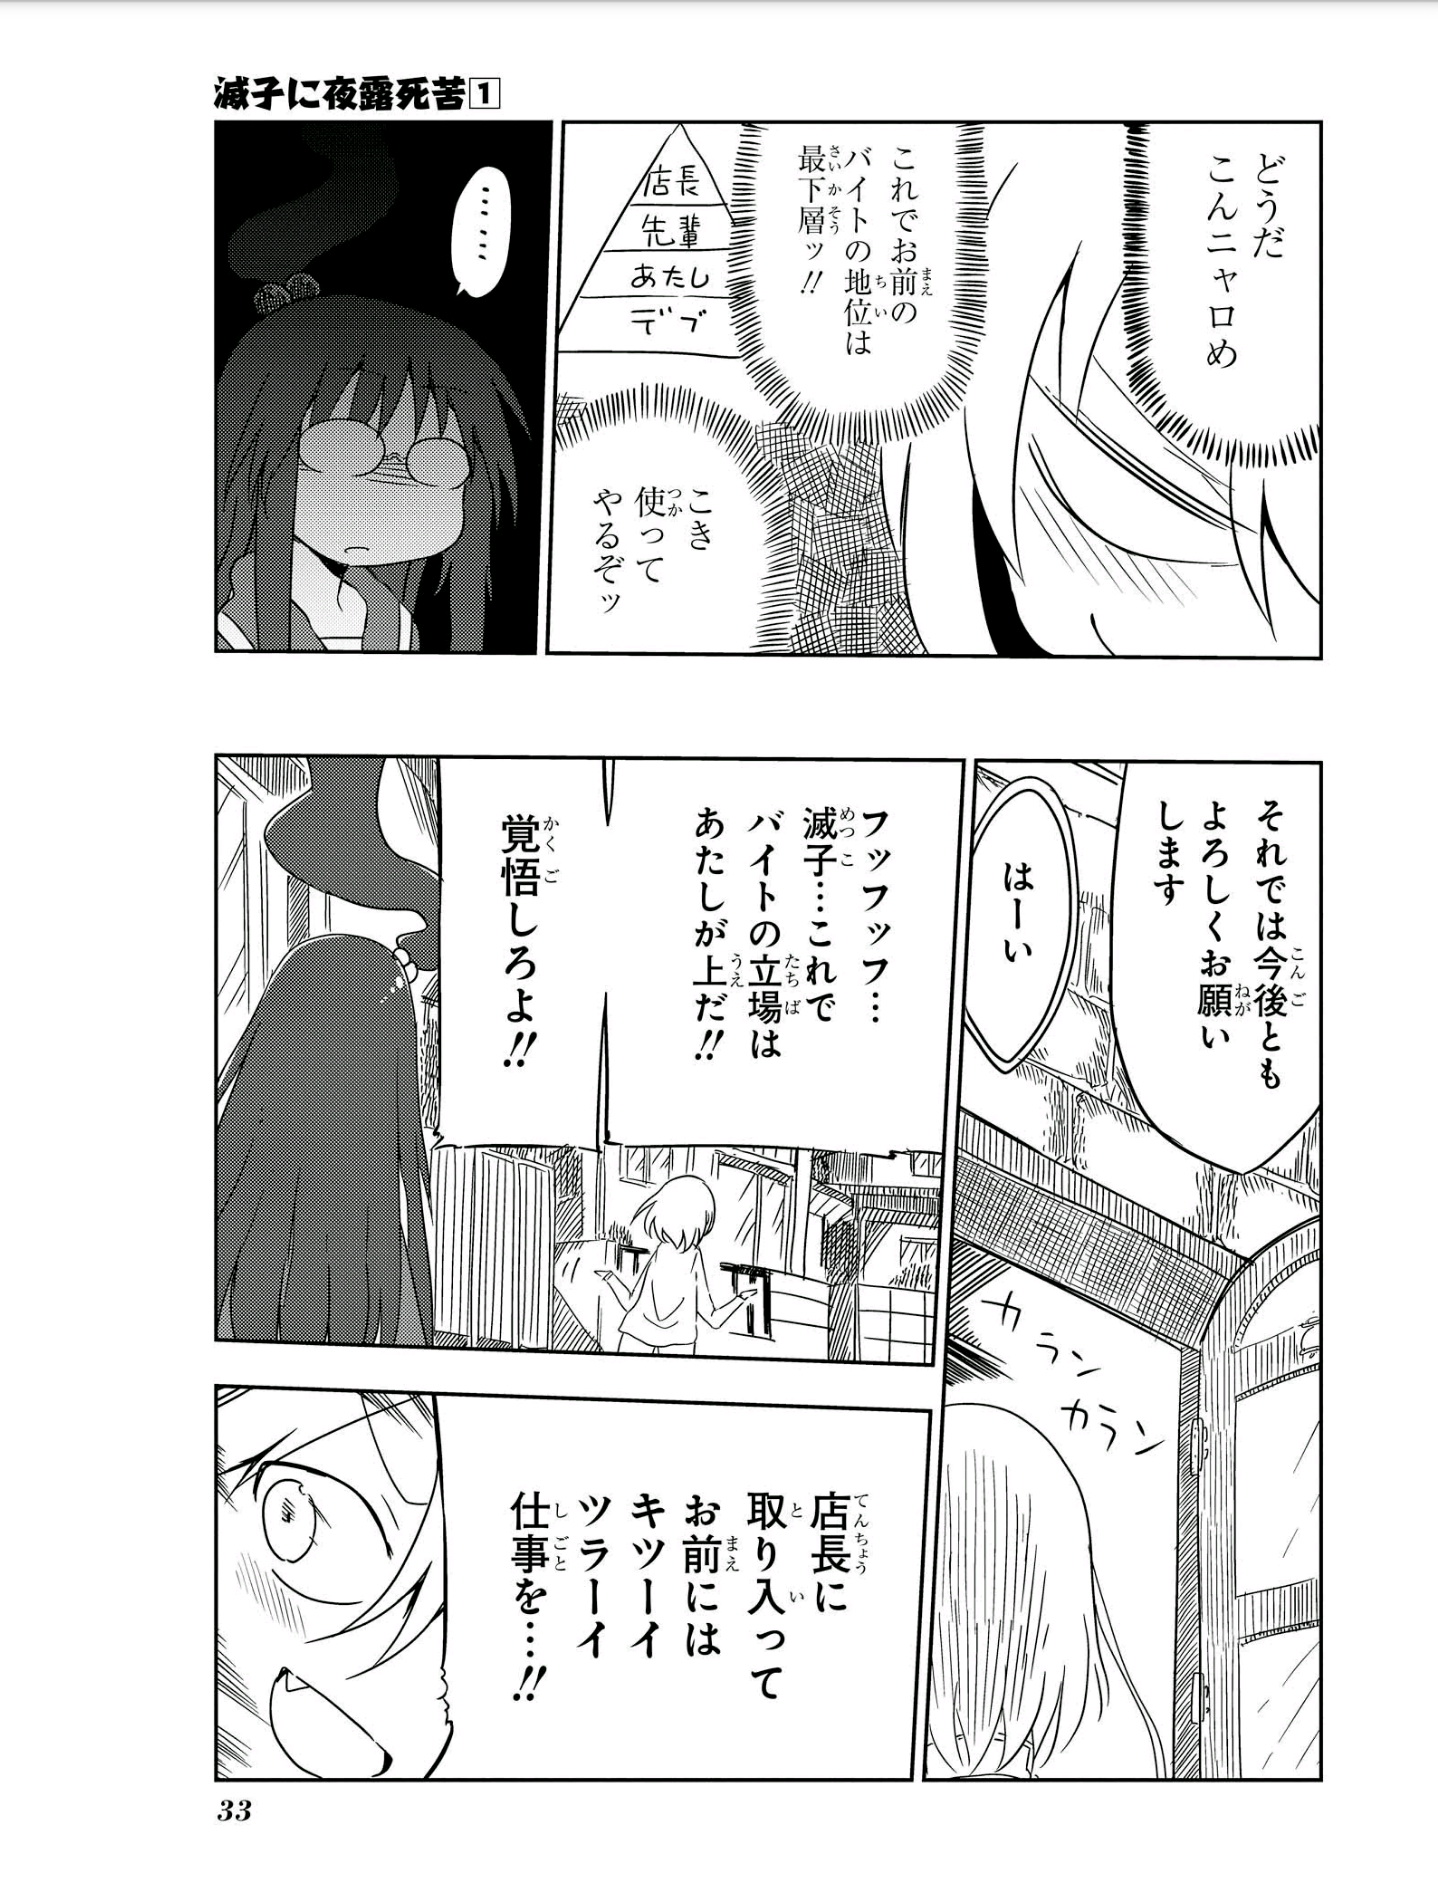 滅子に夜露死苦1
どうだ
こんニャロめ
これでお前の
バイトの地位は
最下層ッ!!
店長
先輩
あたし
デブ
こき
使って
やるぞッ
……
それでは今後とも
よろしくお願い
します
はーい
カラン
カラン
フッフッフ…
滅子…これで
バイトの立場は
あたしが上だ!!
覚悟しろよ!!
店長に
取り入って
お前には
キツーイ
ツラーイ
仕事を…!!
33